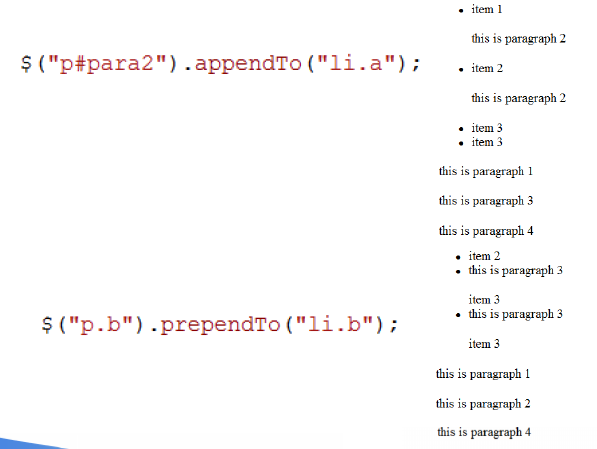 $("p#para2").appendTo("li.a");
• item 1
this is paragraph 2
• item 2
this is paragraph 2
• item 3
• item 3
this is paragraph 1
this is paragraph 3
this is paragraph 4
$("p.b").prependTo("li.b");
• item 2
• this is paragraph 3
item 3
• this is paragraph 3
item 3
this is paragraph 1
this is paragraph 2
this is paragraph 4